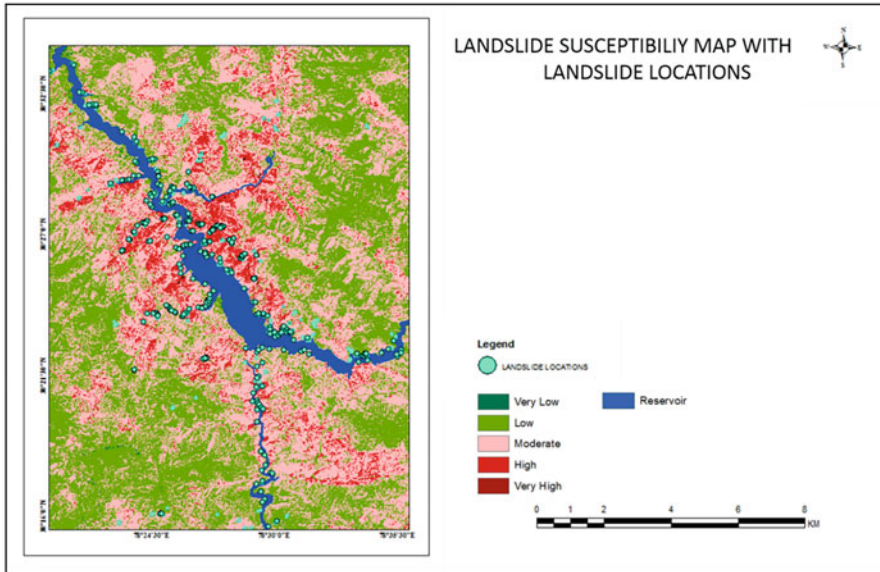 LANDSLIDE SUSCEPTIBILIY MAP WITH
LANDSLIDE LOCATIONS
N
W
E
S
Legend
LANDSLIDE LOCATIONS
Very Low
Reservoir
Low
Moderate
High
Very High
0 2 4 6 8
KM